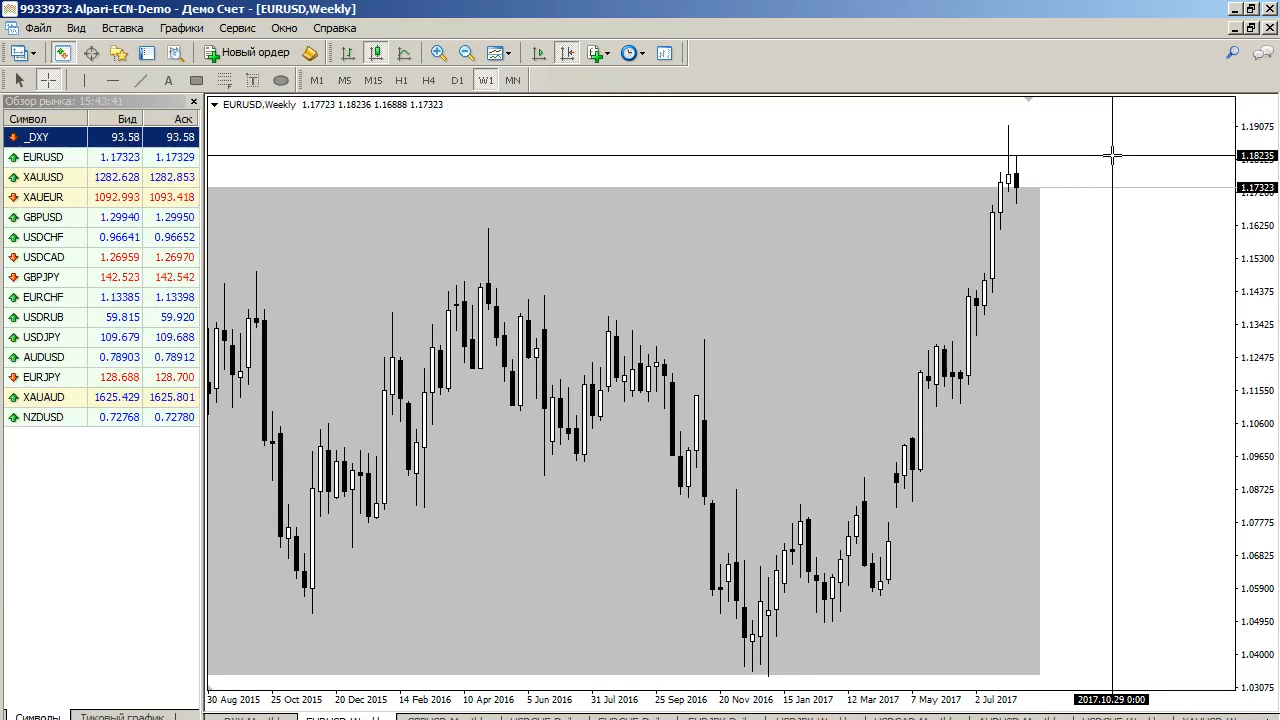 9933973: Alpari-ECN-Demo - Демо Счет - [EURUSD,Weekly]
Файл Вид Вставка Графики Сервис Окно Справка
Новый ордер
A T M1 M5 M15 H1 H4 D1 W1 MN
Обзор рынка: 15:43:41
Символ Бид Аск
_DXY 93.58 93.58
EURUSD 1.17323 1.17329
XAUUSD 1282.628 1282.853
XAUEUR 1092.993 1093.418
GBPUSD 1.29940 1.29950
USDCHF 0.96641 0.96652
USDCAD 1.26959 1.26970
GBPJPY 142.523 142.542
EURCHF 1.13385 1.13398
USDRUB 59.815 59.920
USDJPY 109.679 109.688
AUDUSD 0.78903 0.78912
EURJPY 128.688 128.700
XAUAUD 1625.429 1625.801
NZDUSD 0.72768 0.72780
Символы Тиковый график
EURUSD,Weekly 1.17723 1.18236 1.16888 1.17323
1.19075
1.18235
1.17323
1.16250
1.15300
1.14375
1.13425
1.12475
1.11550
1.10600
1.09650
1.08725
1.07775
1.06825
1.05900
1.04950
1.04000
1.03075
30 Aug 2015 25 Oct 2015 20 Dec 2015 14 Feb 2016 10 Apr 2016 5 Jun 2016 31 Jul 2016 25 Sep 2016 20 Nov 2016 15 Jan 2017 12 Mar 2017 7 May 2017 2 Jul 2017 2017.10.29 0:00